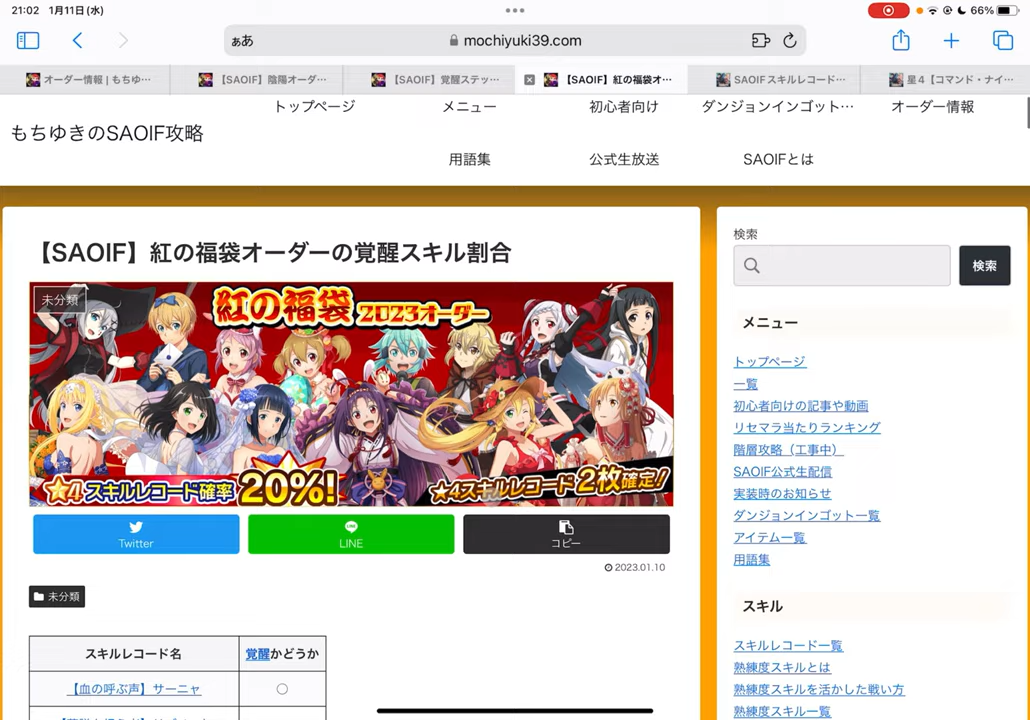 21:02 1月11日(水)
66%
ぁあ
mochiyuki39.com
オーダー情報 | もちゆ…
【SAOIF】陰陽オーダ…
【SAOIF】覚醒ステッ…
【SAOIF】紅の福袋オ…
SAOIFスキルレコード…
星4【コマンド・ナイ…
もちゆきのSAOIF攻略
トップページ
メニュー
初心者向け
ダンジョンインゴット…
オーダー情報
用語集
公式生放送
SAOIFとは
【SAOIF】紅の福袋オーダーの覚醒スキル割合
未分類
紅の福袋 2023オーダー
★4スキルレコード確率20%!
★4スキルレコード2枚確定!
Twitter
LINE
コピー
2023.01.10
未分類
スキルレコード名
覚醒かどうか
【血の呼ぶ声】サーニャ
○
検索
検索
メニュー
トップページ
一覧
初心者向けの記事や動画
リセマラ当たりランキング
階層攻略（工事中）
SAOIF公式生配信
実装時のお知らせ
ダンジョンインゴット一覧
アイテム一覧
用語集
スキル
スキルレコード一覧
熟練度スキルとは
熟練度スキルを活かした戦い方
熟練度スキル一覧